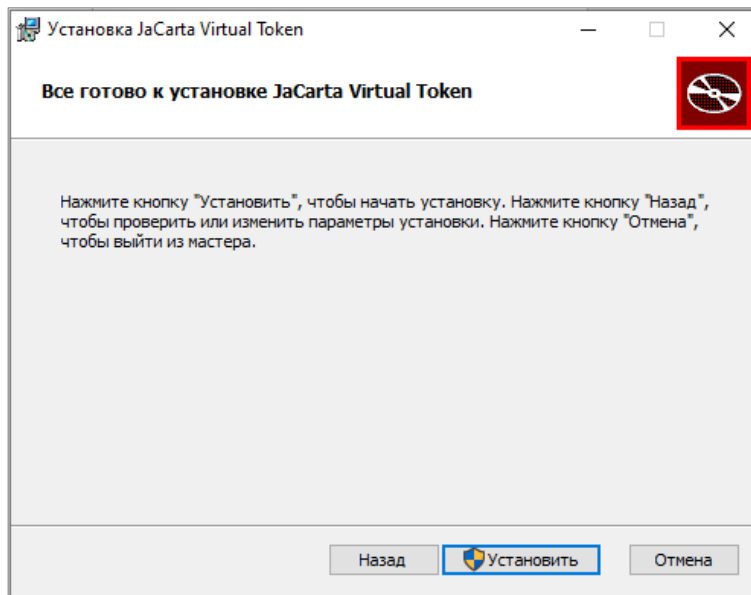 Установка JaCarta Virtual Token
Все готово к установке JaCarta Virtual Token
Нажмите кнопку "Установить", чтобы начать установку. Нажмите кнопку "Назад",
чтобы проверить или изменить параметры установки. Нажмите кнопку "Отмена",
чтобы выйти из мастера.
Назад
Установить
Отмена